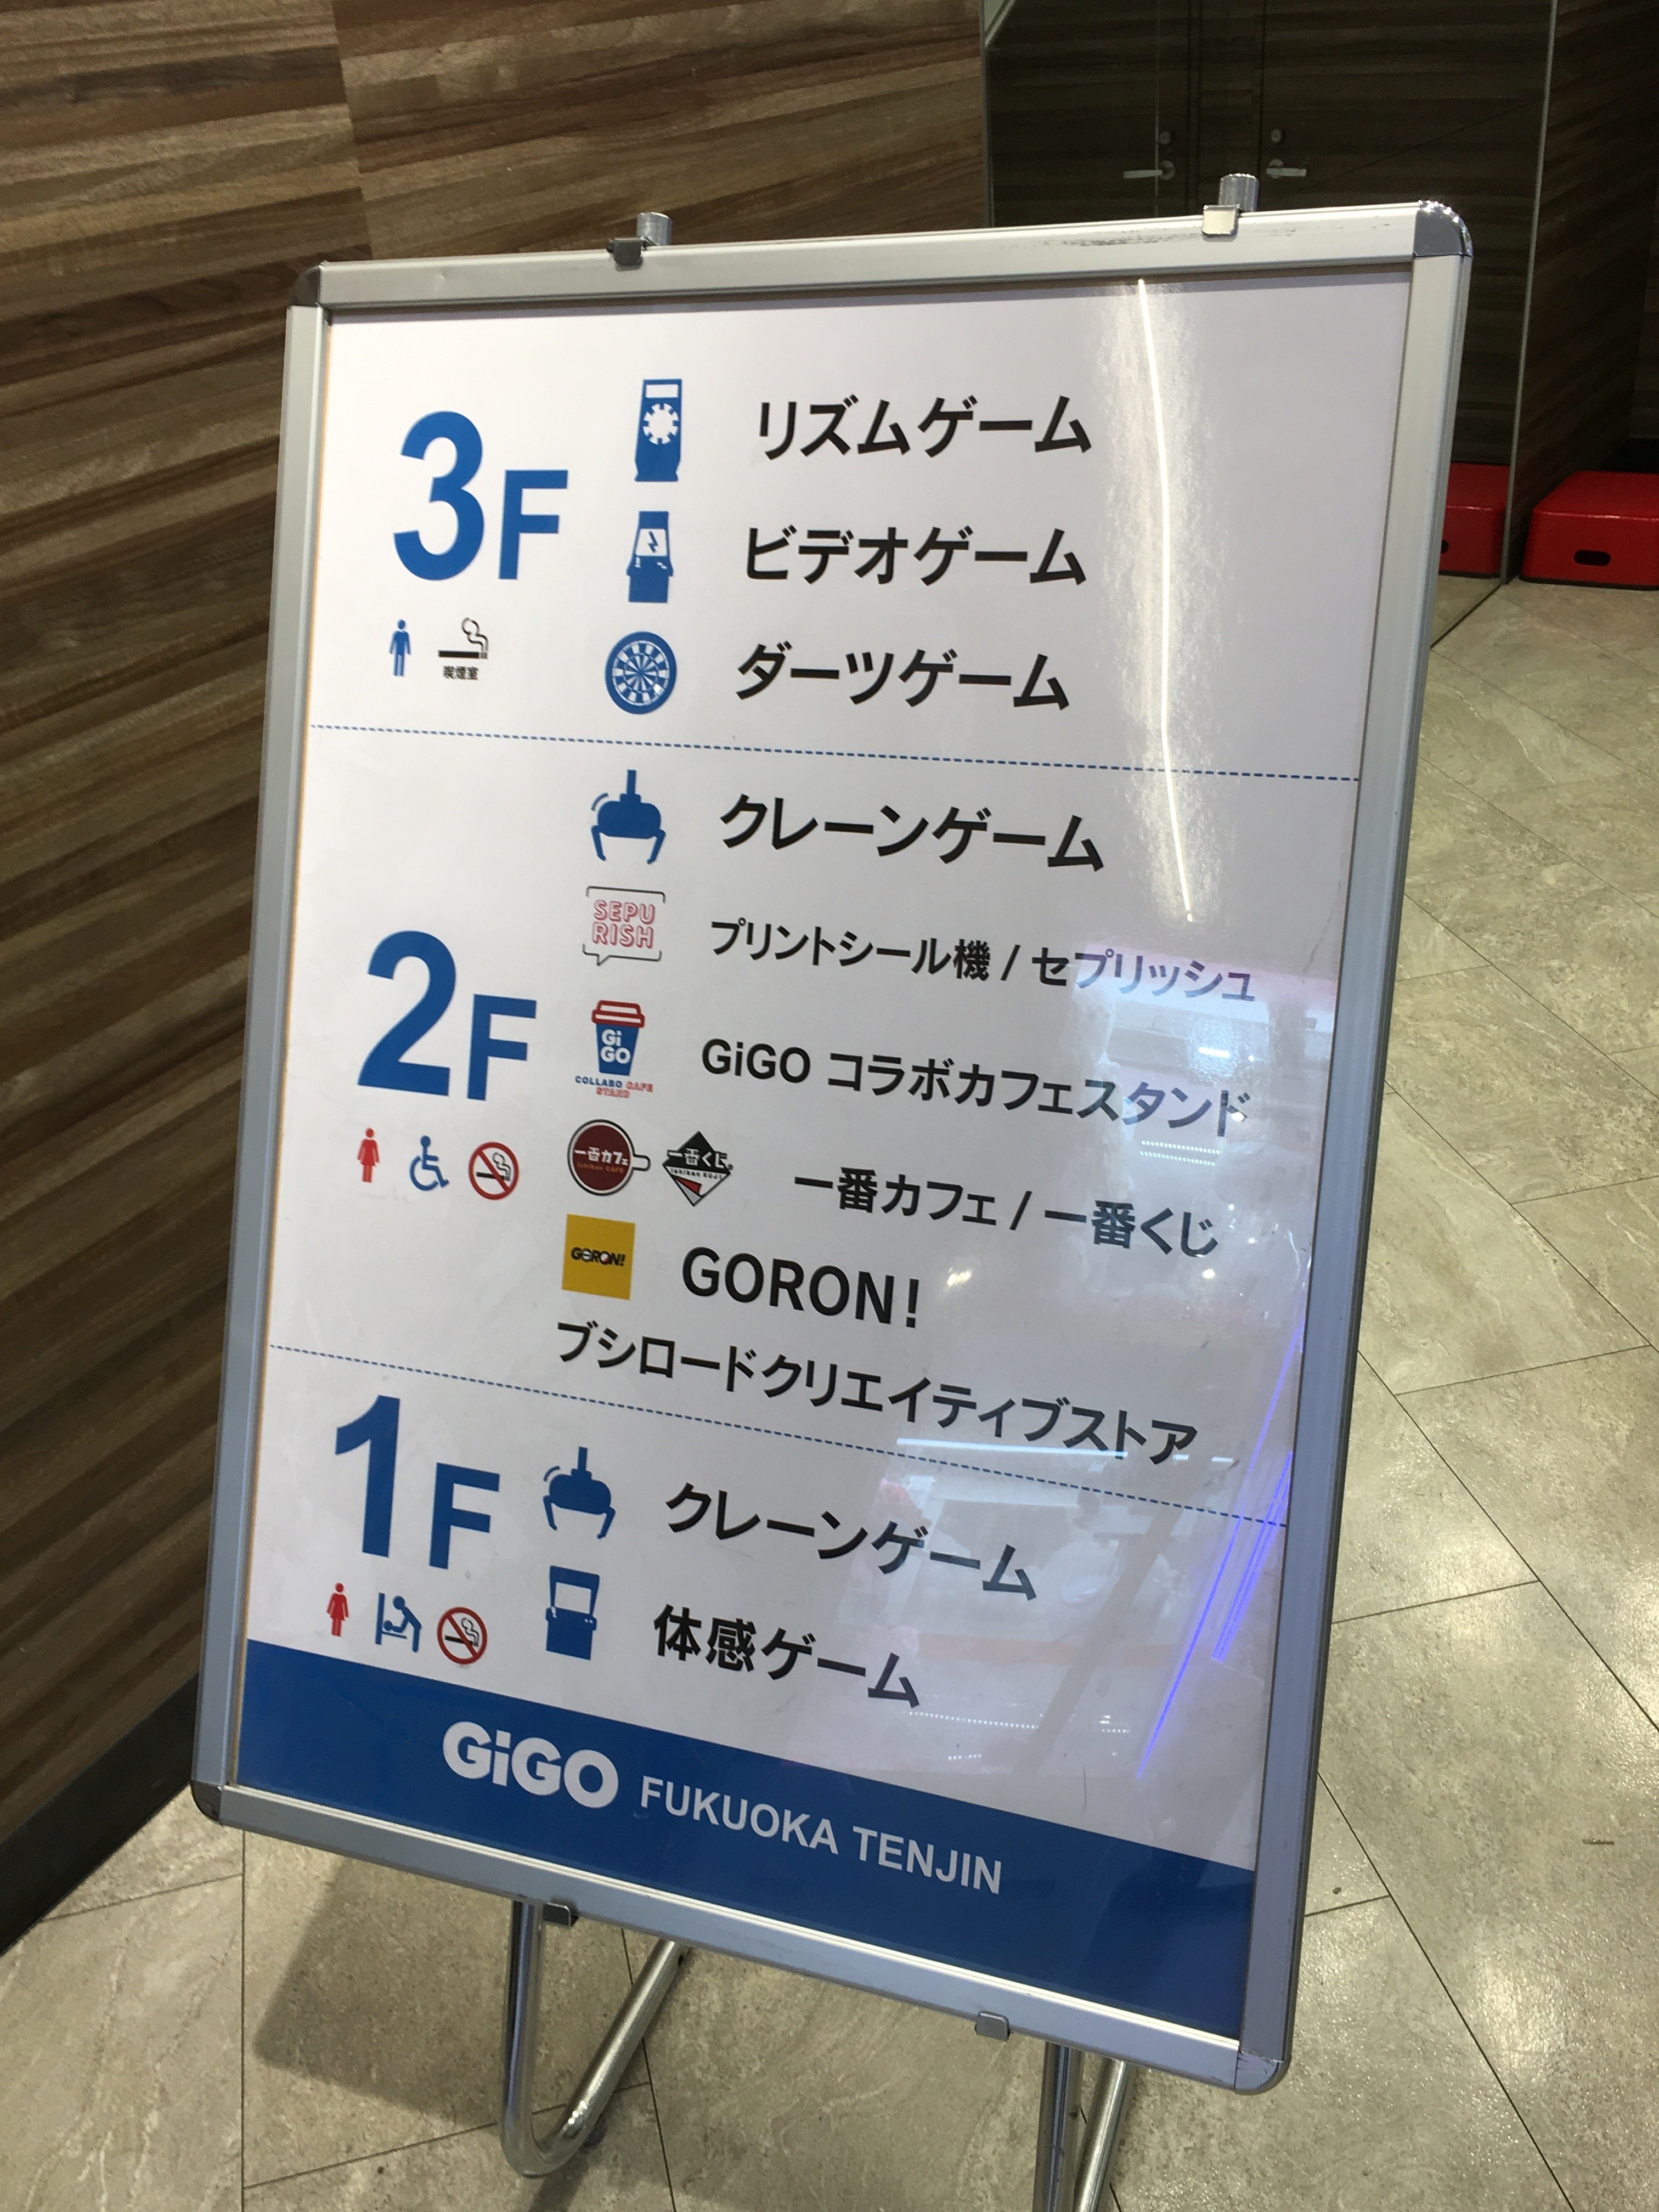 3F
リズムゲーム
ビデオゲーム
ダーツゲーム
喫煙室
2F
クレーンゲーム
SEPU
RISH
プリントシール機 / セプリッシュ
Gi
GO
COLLABO CAFE
STAND
GiGO コラボカフェスタンド
一番カフェ
ichiban CAFE
一番くじ
ichiban KUJI
一番カフェ / 一番くじ
GORON!
GORON!
ブシロードクリエイティブストア
1F
クレーンゲーム
体感ゲーム
GiGO FUKUOKA TENJIN